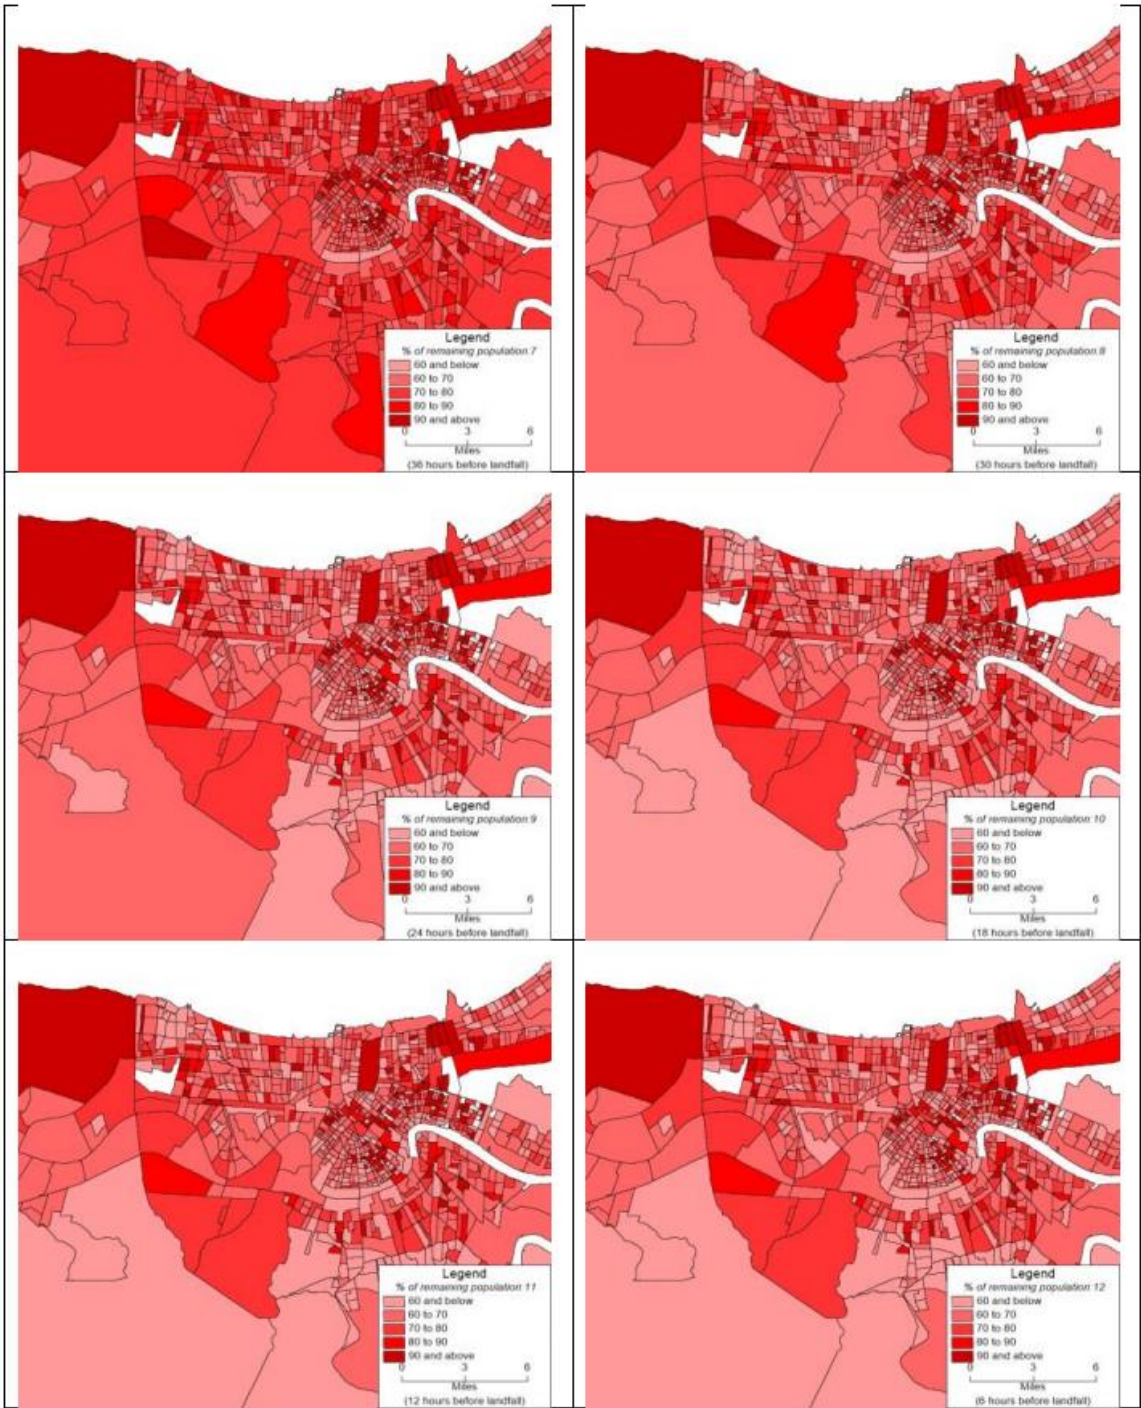 Legend
% of remaining population 7
60 and below
60 to 70
70 to 80
80 to 90
90 and above
0 3 6
Miles
(36 hours before landfall)
Legend
% of remaining population 8
60 and below
60 to 70
70 to 80
80 to 90
90 and above
0 3 6
Miles
(30 hours before landfall)
Legend
% of remaining population 9
60 and below
60 to 70
70 to 80
80 to 90
90 and above
0 3 6
Miles
(24 hours before landfall)
Legend
% of remaining population 10
60 and below
60 to 70
70 to 80
80 to 90
90 and above
0 3 6
Miles
(18 hours before landfall)
Legend
% of remaining population 11
60 and below
60 to 70
70 to 80
80 to 90
90 and above
0 3 6
Miles
(12 hours before landfall)
Legend
% of remaining population 12
60 and below
60 to 70
70 to 80
80 to 90
90 and above
0 3 6
Miles
(6 hours before landfall)